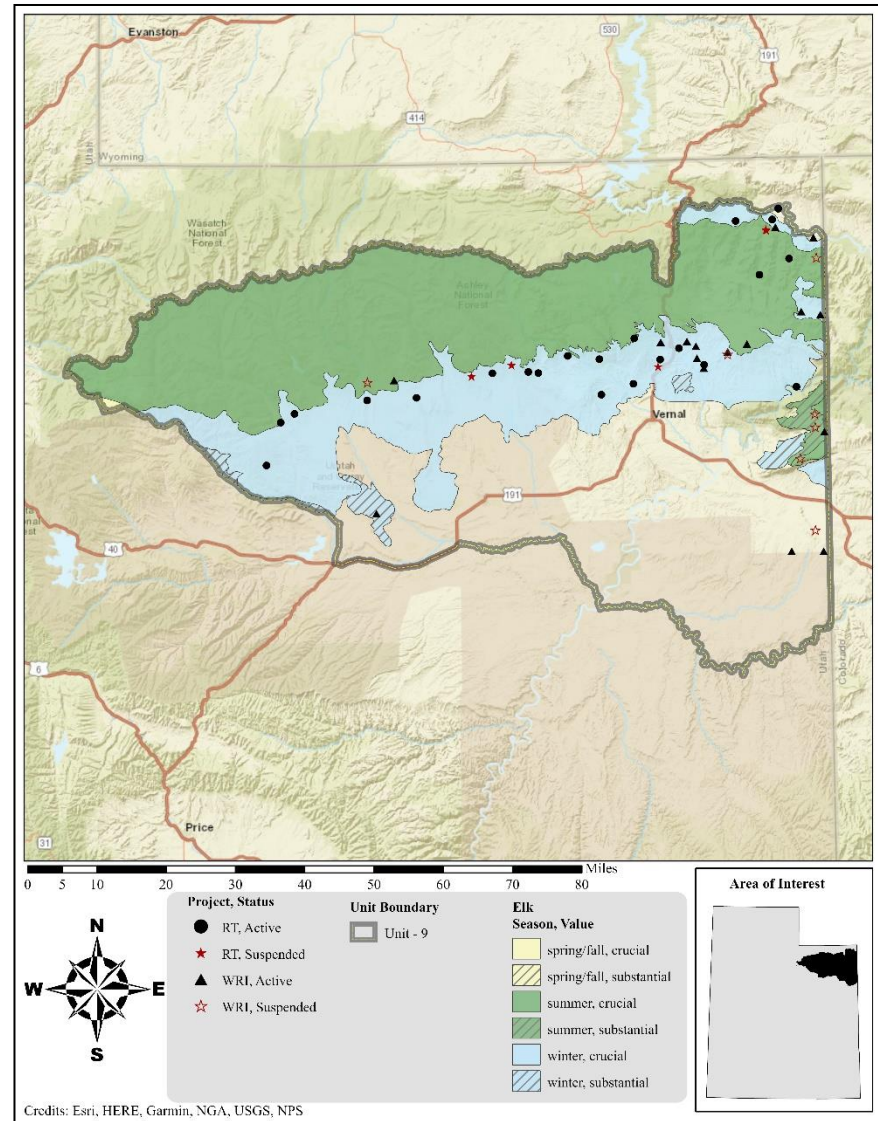 Evanston
530
191
414
Utah
Wyoming
Wasatch
National
Forest
Ashley
National
Forest
Vernal
Uintah
Reservation
191
40
6
Utah
Colorado
Price
31
0 5 10 20 30 40 50 60 70 80 Miles
Project, Status
RT, Active
RT, Suspended
WRI, Active
WRI, Suspended
Unit Boundary
Unit - 9
Elk
Season, Value
spring/fall, crucial
spring/fall, substantial
summer, crucial
summer, substantial
winter, crucial
winter, substantial
Area of Interest
N
W E
S
Credits: Esri, HERE, Garmin, NGA, USGS, NPS